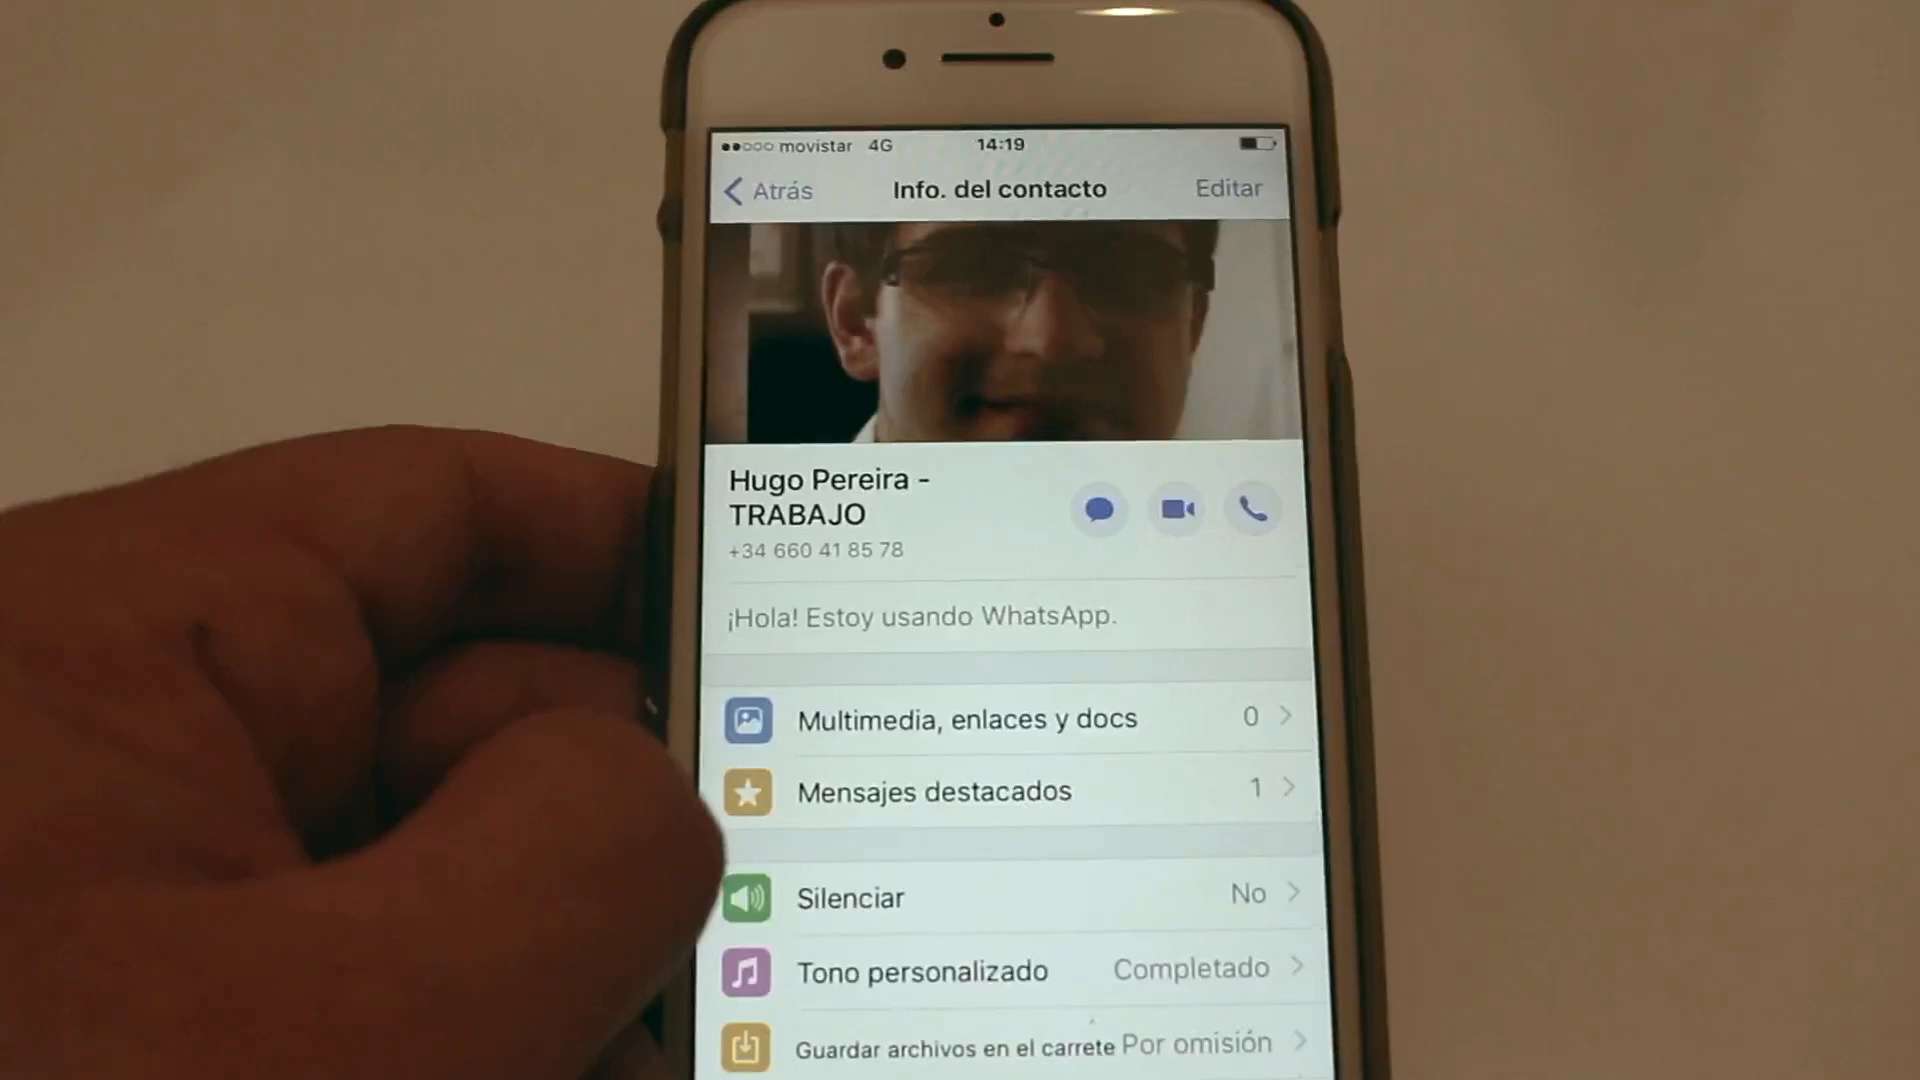 movistar 4G 14:19
Atrás Info. del contacto Editar
Hugo Pereira -
TRABAJO
+34 660 41 85 78
¡Hola! Estoy usando WhatsApp.
Multimedia, enlaces y docs 0
Mensajes destacados 1
Silenciar No
Tono personalizado Completado
Guardar archivos en el carrete Por omisión